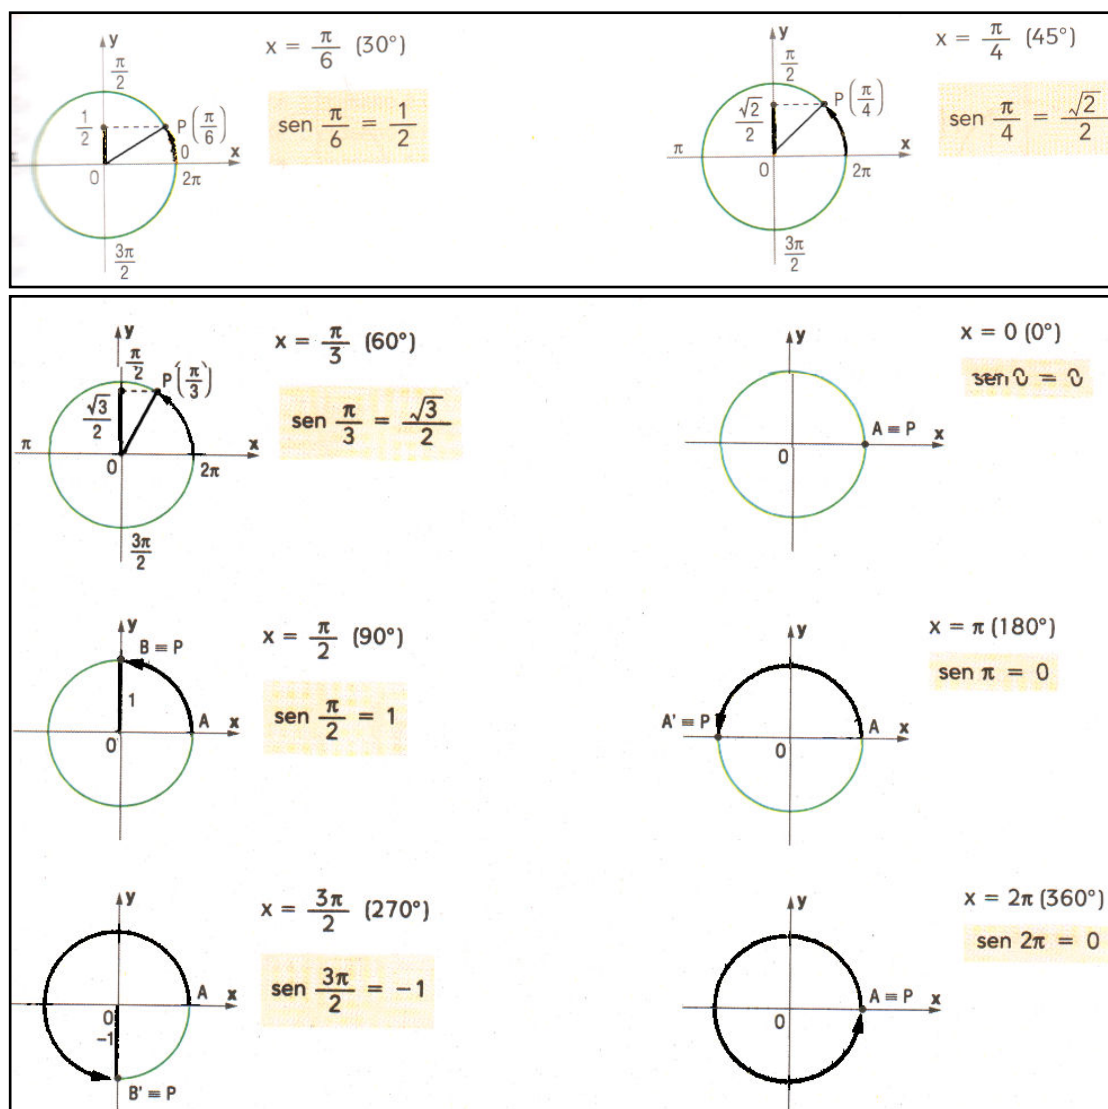 y
π/2
1/2
P(π/6)
0
x
0
2π
3π/2
x = π/6 (30°)
sen π/6 = 1/2
y
π/2
√2/2
P(π/4)
π
x
0
2π
3π/2
x = π/4 (45°)
sen π/4 = √2/2
y
π/2
P(π/3)
√3/2
π
x
0
2π
3π/2
x = π/3 (60°)
sen π/3 = √3/2
y
A ≡ P
x
0
x = 0 (0°)
sen 0 = 0
y
B ≡ P
1
A
x
0
x = π/2 (90°)
sen π/2 = 1
y
A' ≡ P
A
x
0
x = π (180°)
sen π = 0
y
A
x
0
-1
B' ≡ P
x = 3π/2 (270°)
sen 3π/2 = -1
y
A ≡ P
x
0
x = 2π (360°)
sen 2π = 0